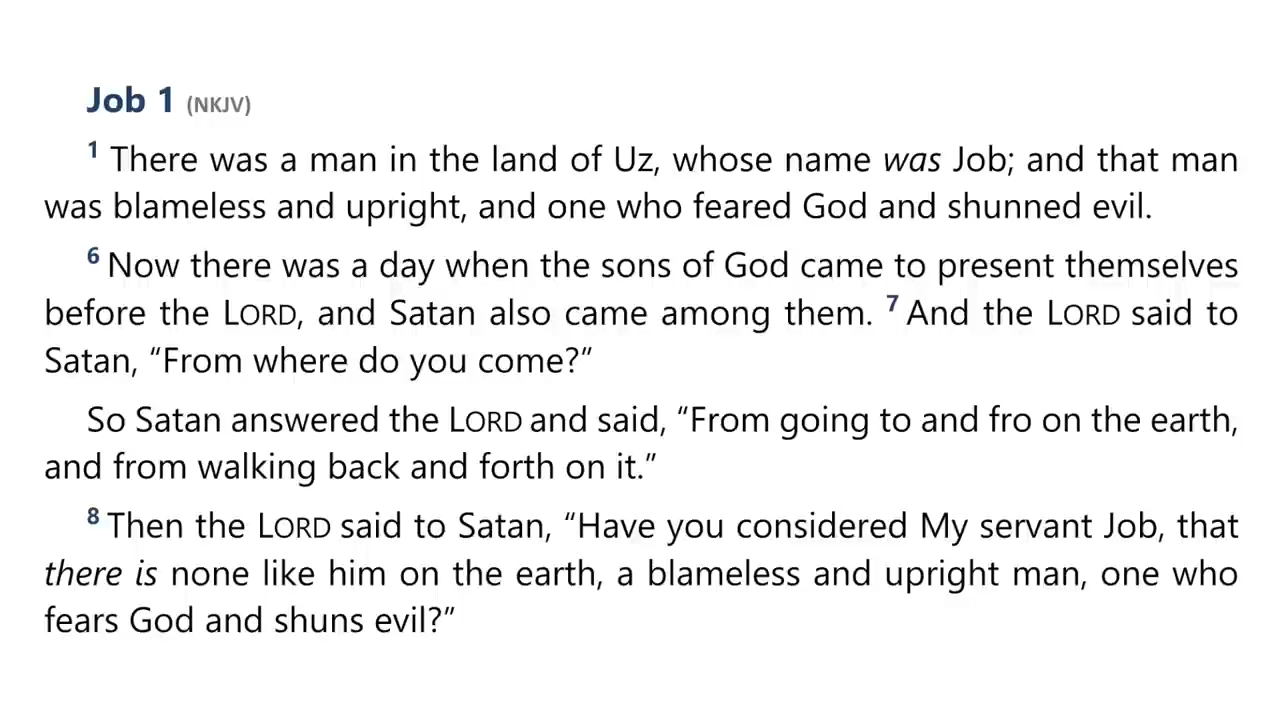 Job 1 (NKJV)
1 There was a man in the land of Uz, whose name was Job; and that man
was blameless and upright, and one who feared God and shunned evil.
6 Now there was a day when the sons of God came to present themselves
before the LORD, and Satan also came among them. 7 And the LORD said to
Satan, “From where do you come?”
So Satan answered the LORD and said, “From going to and fro on the earth,
and from walking back and forth on it.”
8 Then the LORD said to Satan, “Have you considered My servant Job, that
there is none like him on the earth, a blameless and upright man, one who
fears God and shuns evil?”